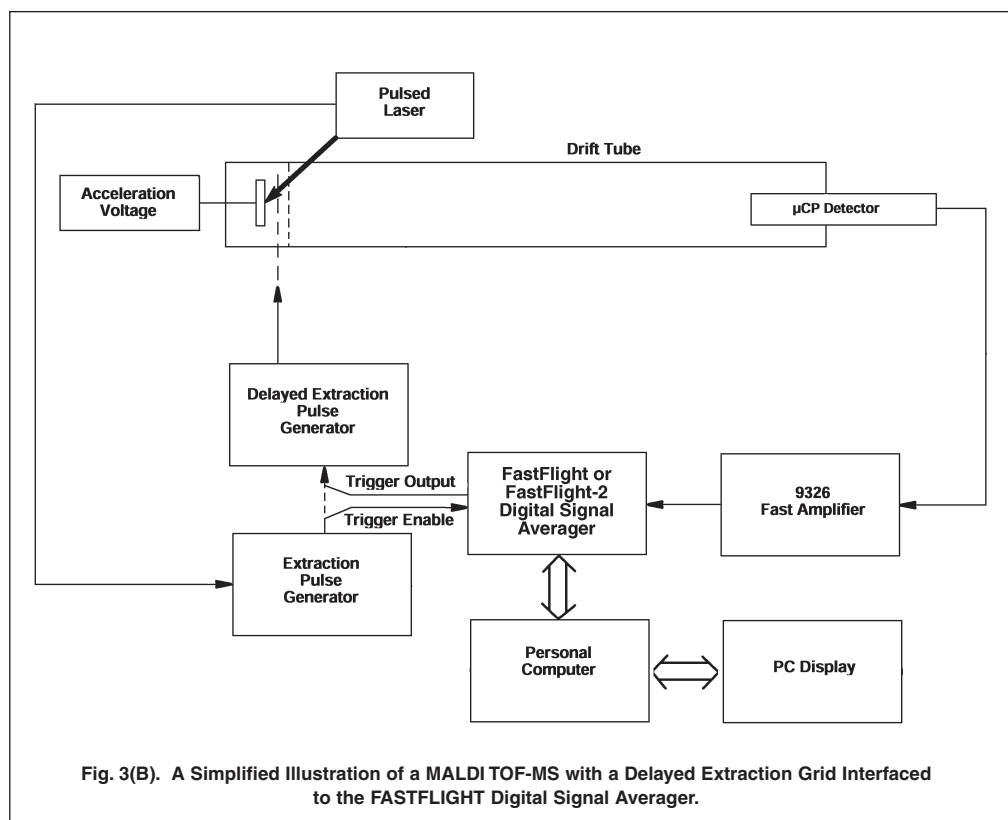 Pulsed
Laser
Drift Tube
Acceleration
Voltage
µCP Detector
Delayed Extraction
Pulse
Generator
Trigger Output
Trigger Enable
FastFlight or
FastFlight-2
Digital Signal
Averager
9326
Fast Amplifier
Extraction
Pulse
Generator
Personal
Computer
PC Display
Fig. 3(B). A Simplified Illustration of a MALDI TOF-MS with a Delayed Extraction Grid Interfaced
to the FASTFLIGHT Digital Signal Averager.